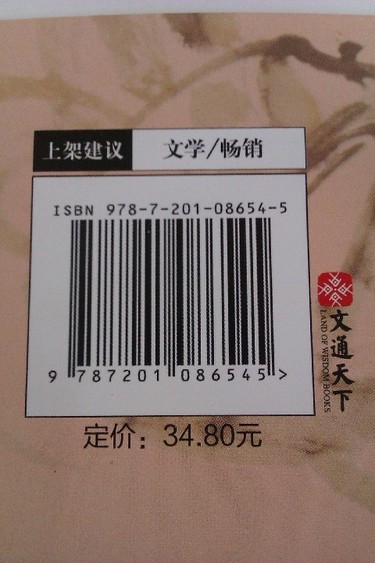 上架建议 文学/畅销
ISBN 978-7-201-08654-5
9 787201 086545 >
文通天下
LAND OF WISDOM BOOKS
定价：34.80元